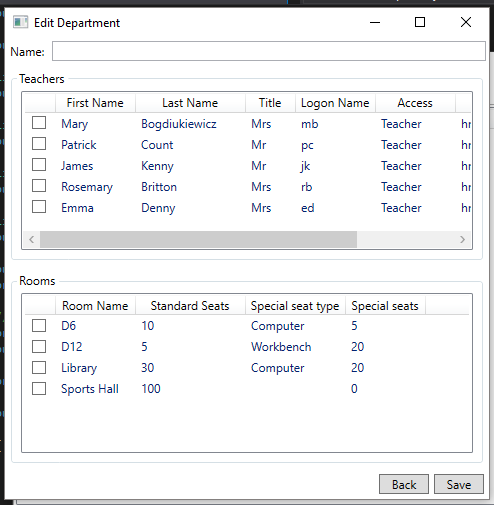 Edit Department
Name:
Teachers
First Name Last Name Title Logon Name Access
Mary Bogdiukiewicz Mrs mb Teacher hr
Patrick Count Mr pc Teacher hr
James Kenny Mr jk Teacher hr
Rosemary Britton Mrs rb Teacher hr
Emma Denny Mrs ed Teacher hr
Rooms
Room Name Standard Seats Special seat type Special seats
D6 10 Computer 5
D12 5 Workbench 20
Library 30 Computer 20
Sports Hall 100 0
Back Save